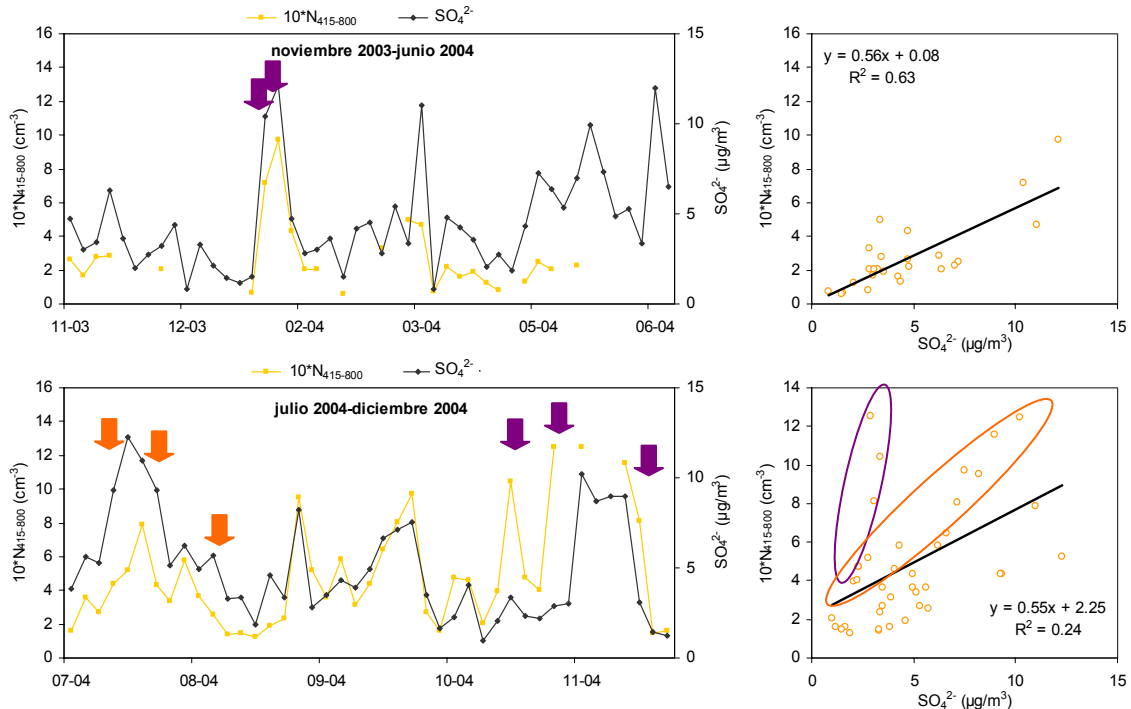 10*N415-800 SO4 2-
noviembre 2003-junio 2004
16
14
12
10
8
6
4
2
0
10*N415-800 (cm-3)
15
10
5
0
SO4 2- (µg/m3)
11-03 12-03 02-04 03-04 05-04 06-04
y = 0.56x + 0.08
R2 = 0.63
16
14
12
10
8
6
4
2
0
10*N415-800 (cm-3)
0 5 10 15
SO4 2- (µg/m3)
10*N415-800 SO4 2- .
julio 2004-diciembre 2004
16
14
12
10
8
6
4
2
0
10*N415-800 (cm-3)
15
10
5
0
SO4 2- (µg/m3)
07-04 08-04 09-04 10-04 11-04
14
12
10
8
6
4
2
0
10*N415-800 (cm-3)
y = 0.55x + 2.25
R2 = 0.24
0 5 10 15
SO4 2- (µg/m3)